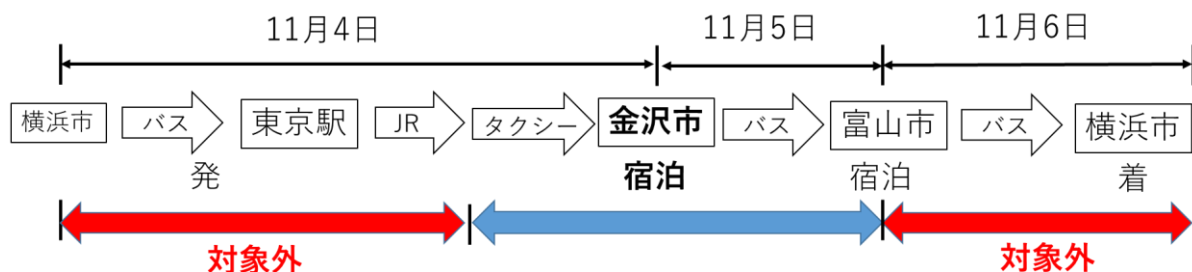 11月4日 11月5日 11月6日
横浜市 バス 東京駅 JR タクシー 金沢市 バス 富山市 バス 横浜市
発 宿泊 宿泊 着
対象外 対象外